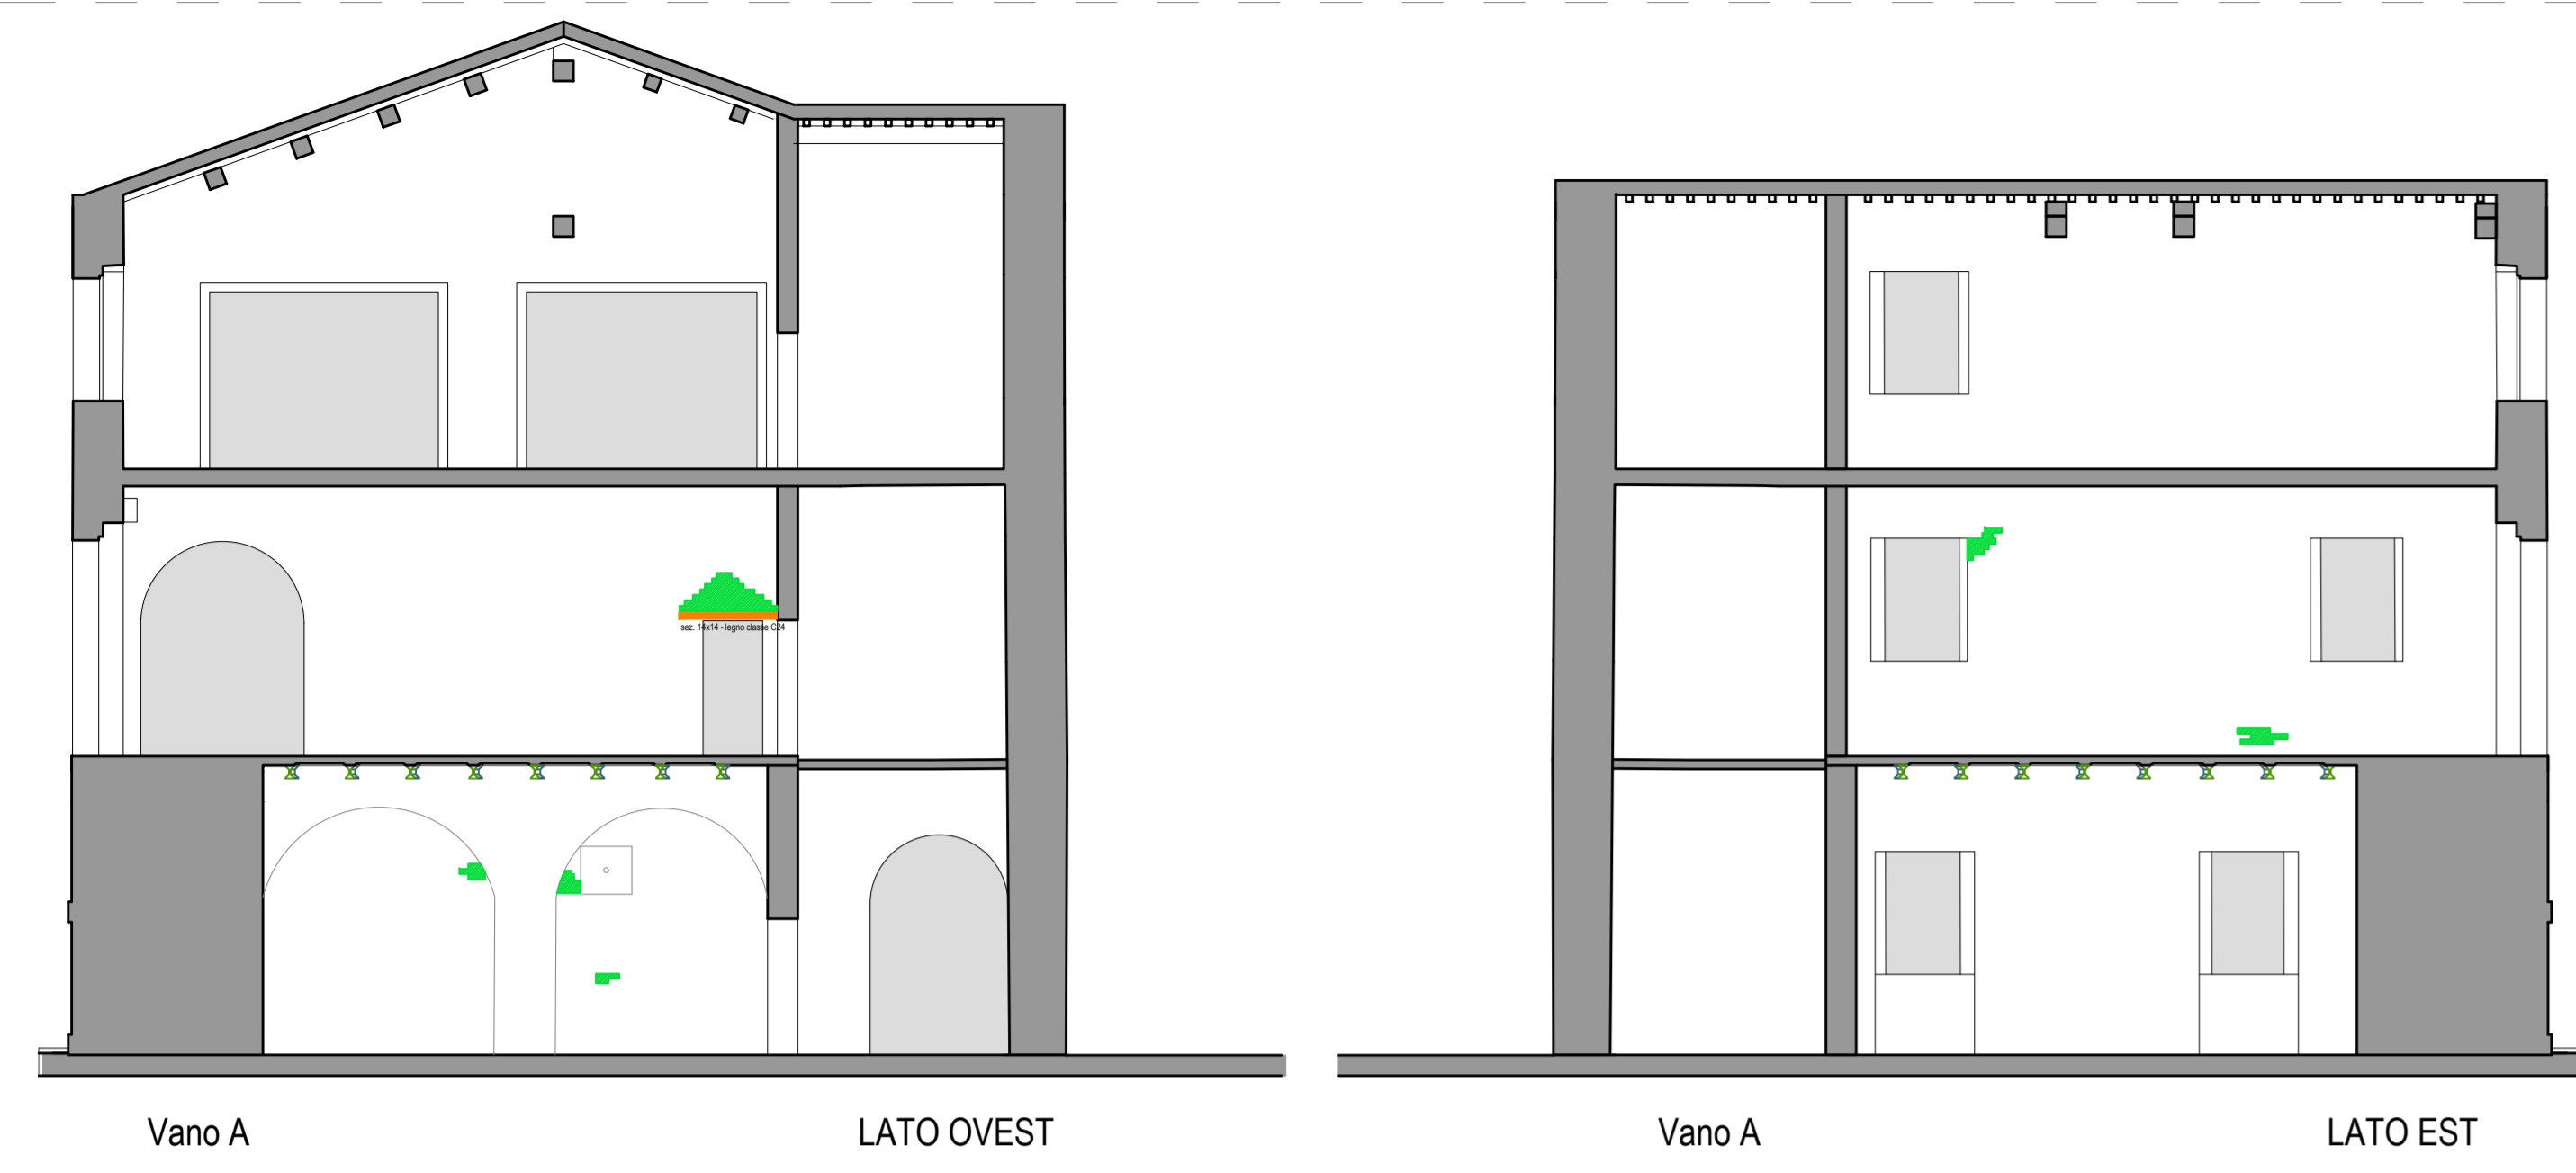 sez. 14x14 - legno classe C24
Vano A
LATO OVEST
Vano A
LATO EST